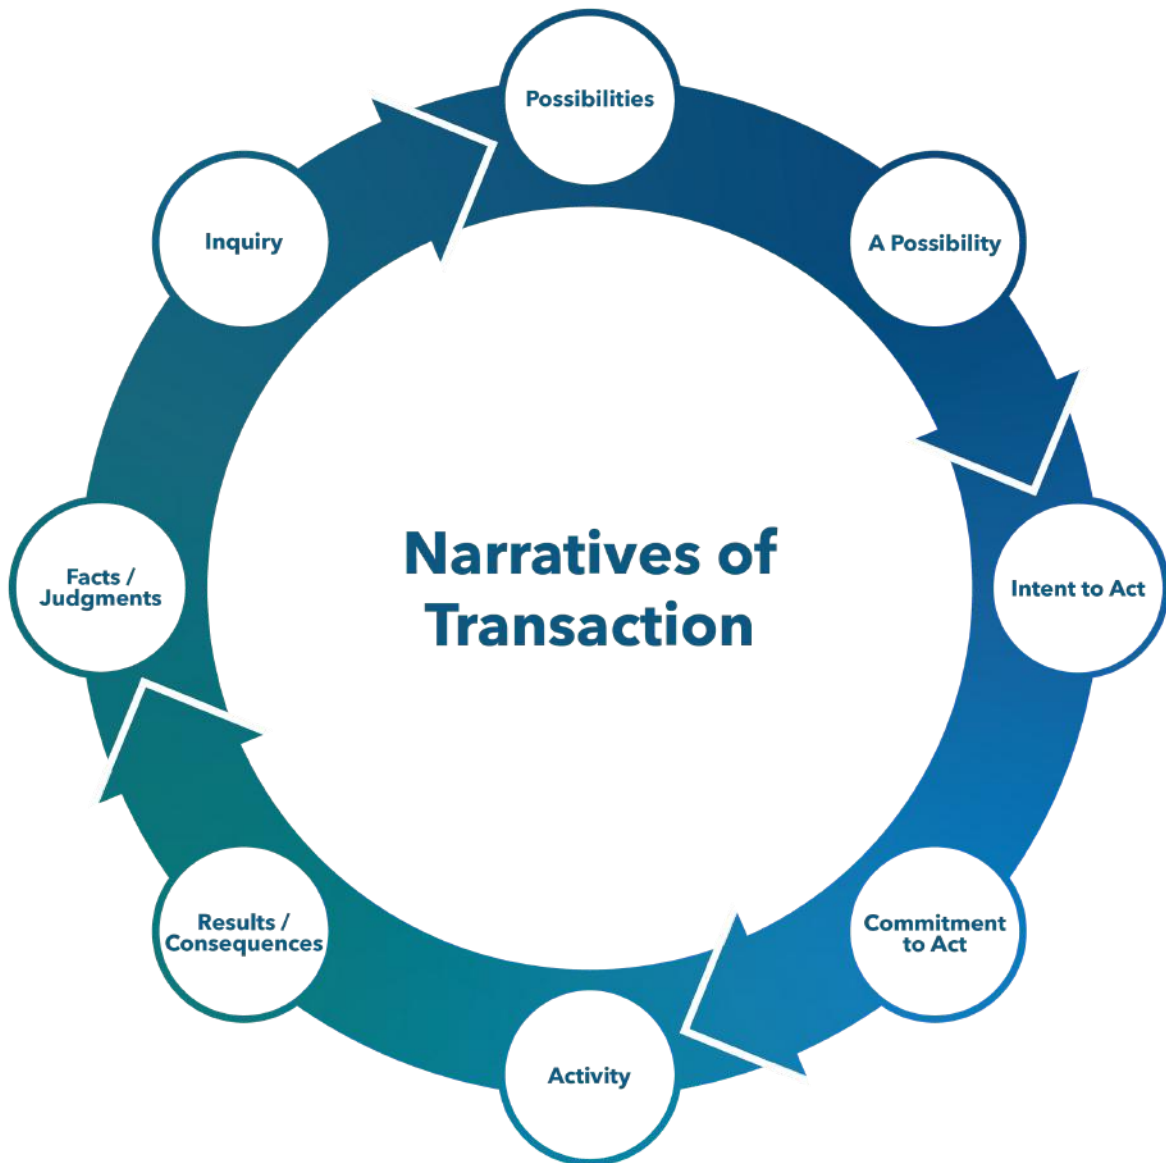 Possibilities
A Possibility
Intent to Act
Commitment
to Act
Activity
Results /
Consequences
Facts /
Judgments
Inquiry
Narratives of
Transaction